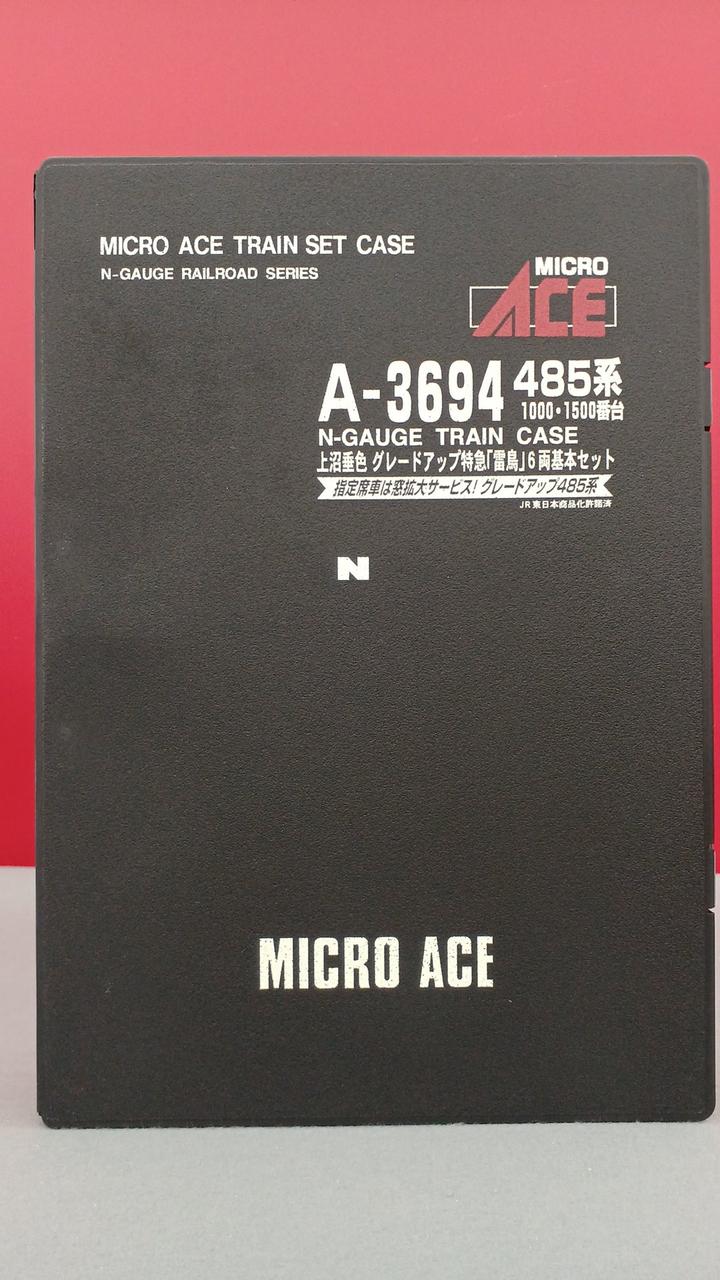 MICRO ACE TRAIN SET CASE
N-GAUGE RAILROAD SERIES
MICRO
ACE
A-3694 485系
1000・1500番台
N-GAUGE TRAIN CASE
上沼垂色 グレードアップ特急「雷鳥」6両基本セット
指定席車は窓拡大サービス! グレードアップ485系
JR東日本商品化許諾済
N
MICRO ACE